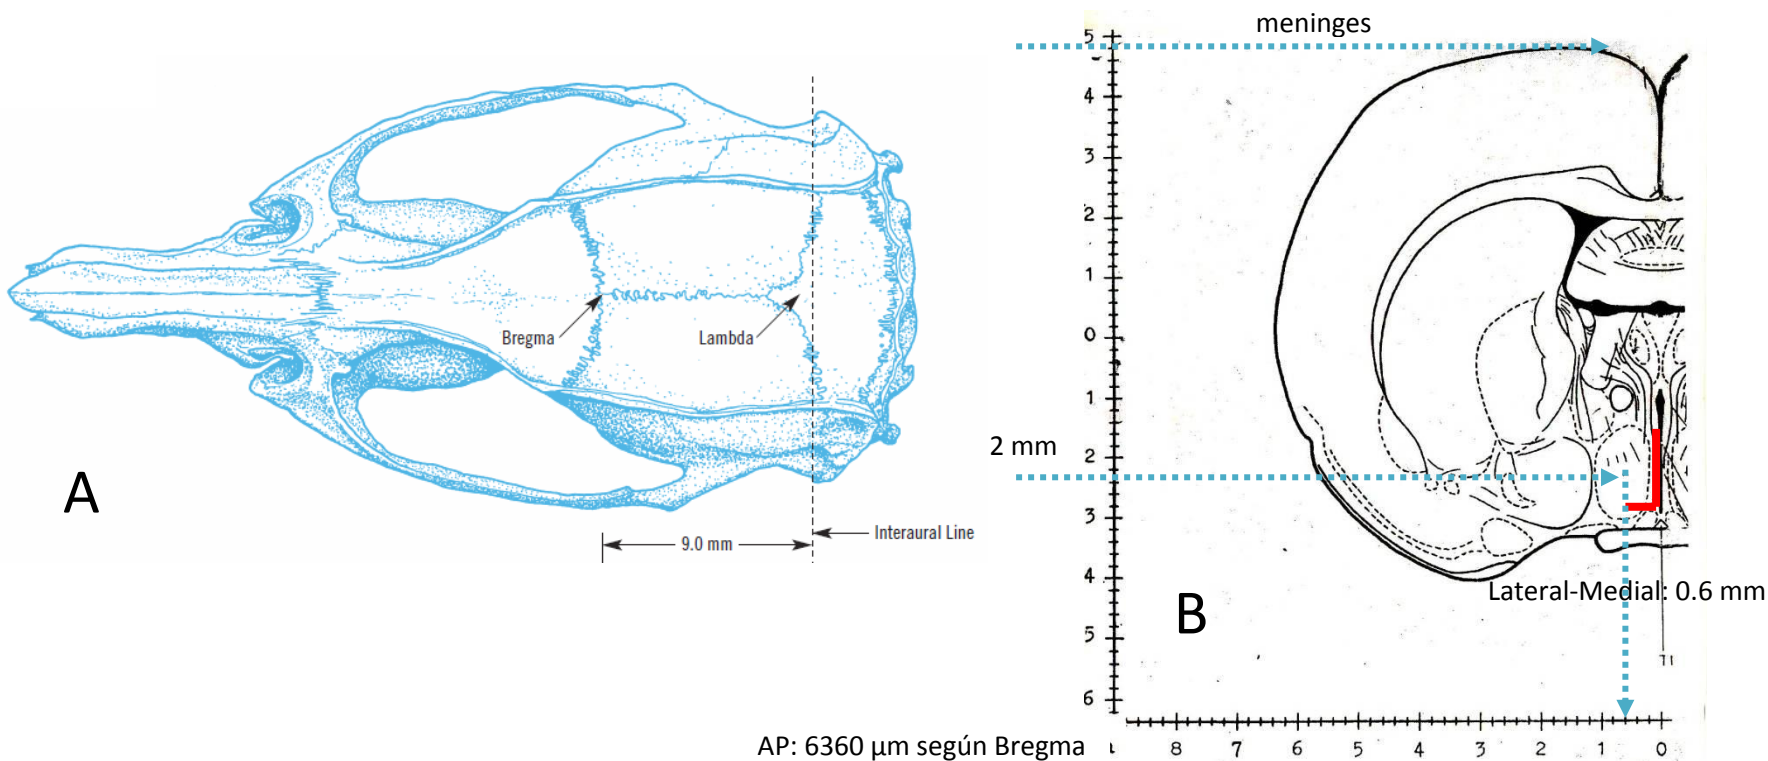 meninges
5
4
3
2
1
0
1
2
3
4
5
6
Bregma
Lambda
9.0 mm
Interaural Line
A
2 mm
B
Lateral-Medial: 0.6 mm
AP: 6360 µm según Bregma
8 7 6 5 4 3 2 1 0